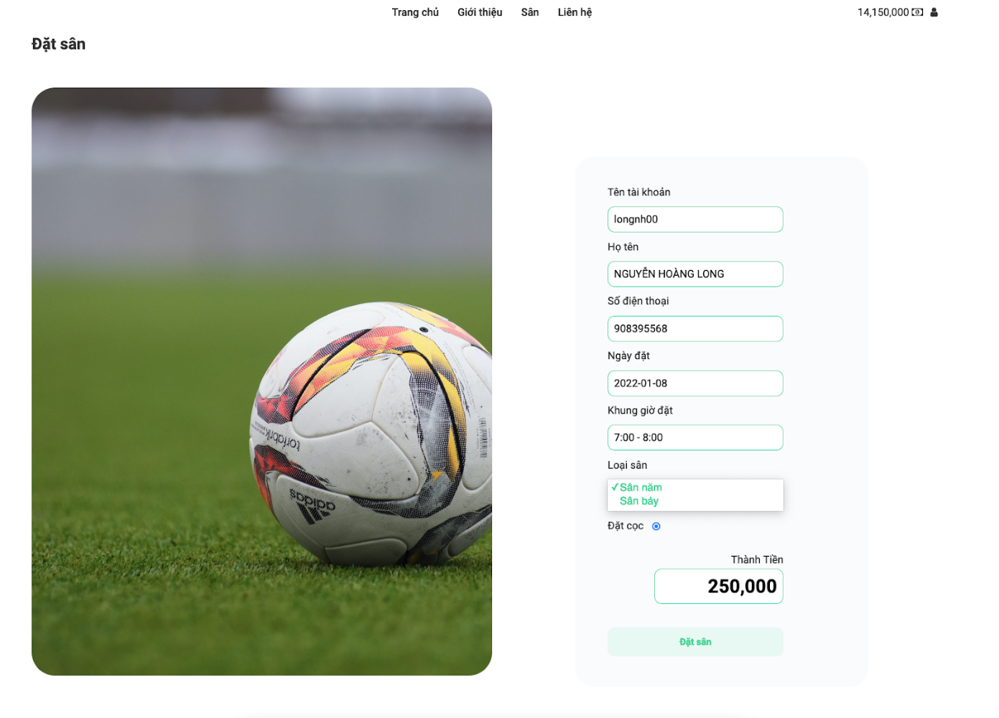 Trang chủ Giới thiệu Sân Liên hệ 14,150,000
Đặt sân
Tên tài khoản
longnh00
Họ tên
NGUYỄN HOÀNG LONG
Số điện thoại
908395568
Ngày đặt
2022-01-08
Khung giờ đặt
7:00 - 8:00
Loại sân
✓Sân năm
Sân bảy
Đặt cọc
Thành Tiền
250,000
Đặt sân
torfabrik
adidas